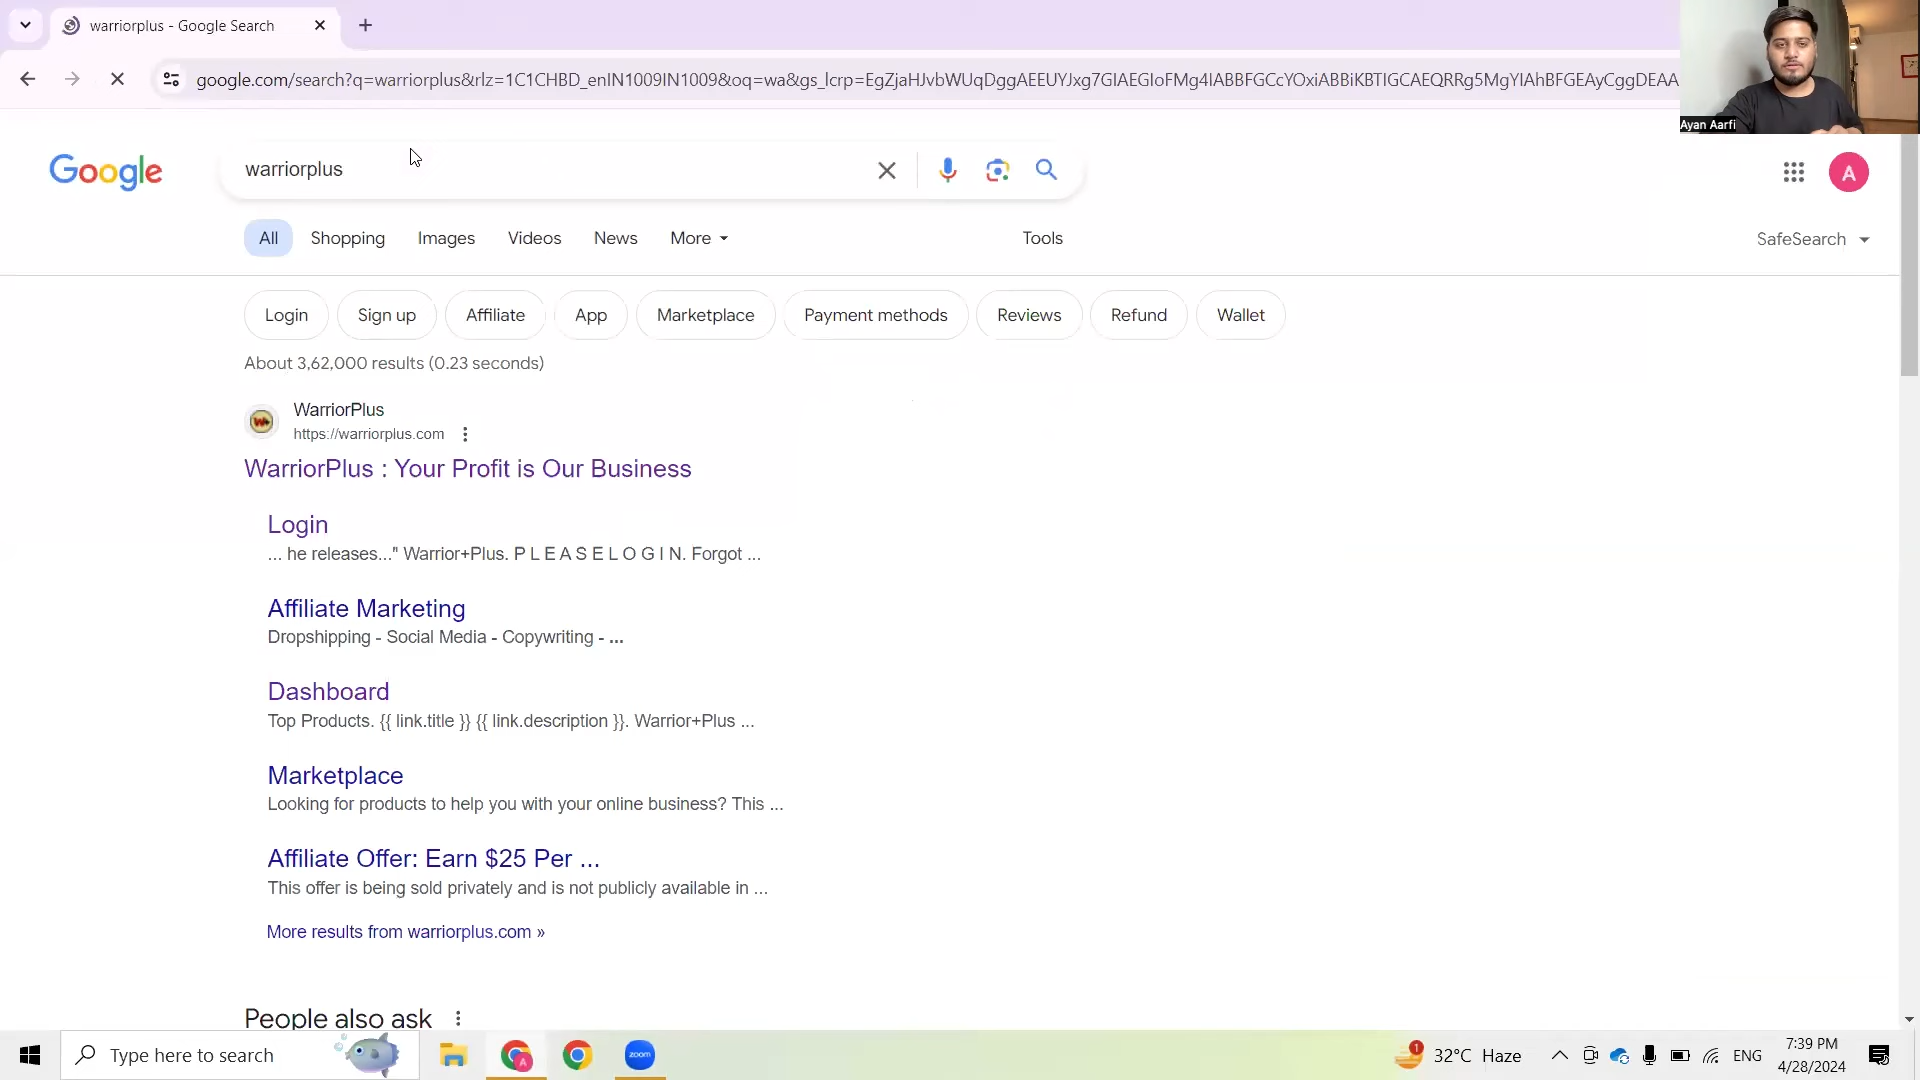 warriorplus - Google Search
google.com/search?q=warriorplus&rlz=1C1CHBD_enIN1009IN1009&oq=wa&gs_lcrp=
Ayan Aarfi
Google
warriorplus
A
All Shopping Images Videos News More Tools SafeSearch
Login Sign up Affiliate App Marketplace Payment methods Reviews Refund Wallet
About 3,62,000 results (0.23 seconds)
WarriorPlus
https://warriorplus.com
WarriorPlus : Your Profit is Our Business
Login
... he releases..." Warrior+Plus. P L E A S E L O G I N. Forgot ...
Affiliate Marketing
Dropshipping - Social Media - Copywriting - ...
Dashboard
Top Products. {{ link.title }} {{ link.description }}. Warrior+Plus ...
Marketplace
Looking for products to help you with your online business? This ...
Affiliate Offer: Earn $25 Per ...
This offer is being sold privately and is not publicly available in ...
More results from warriorplus.com »
People also ask
Type here to search
zoom
1
32°C Haze
ENG
7:39 PM
4/28/2024